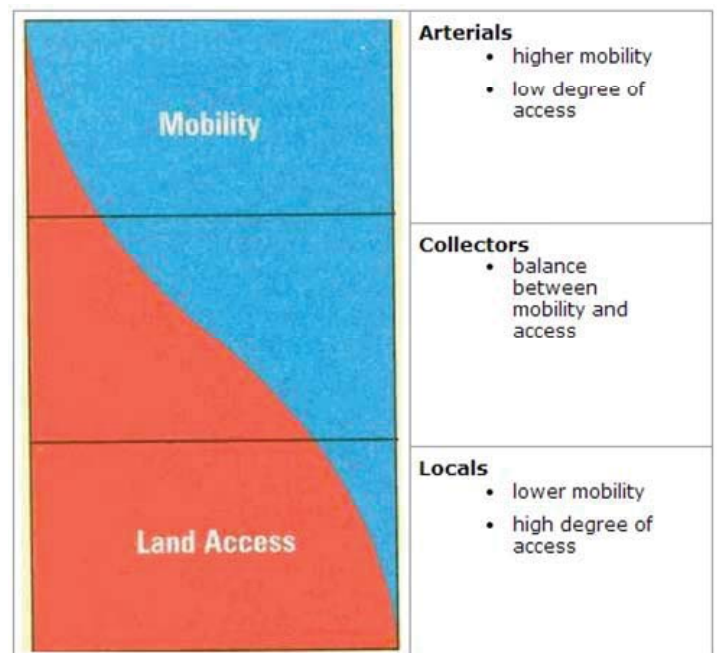 Mobility
Land Access
Arterials
• higher mobility
• low degree of
access
Collectors
• balance
between
mobility and
access
Locals
• lower mobility
• high degree of
access